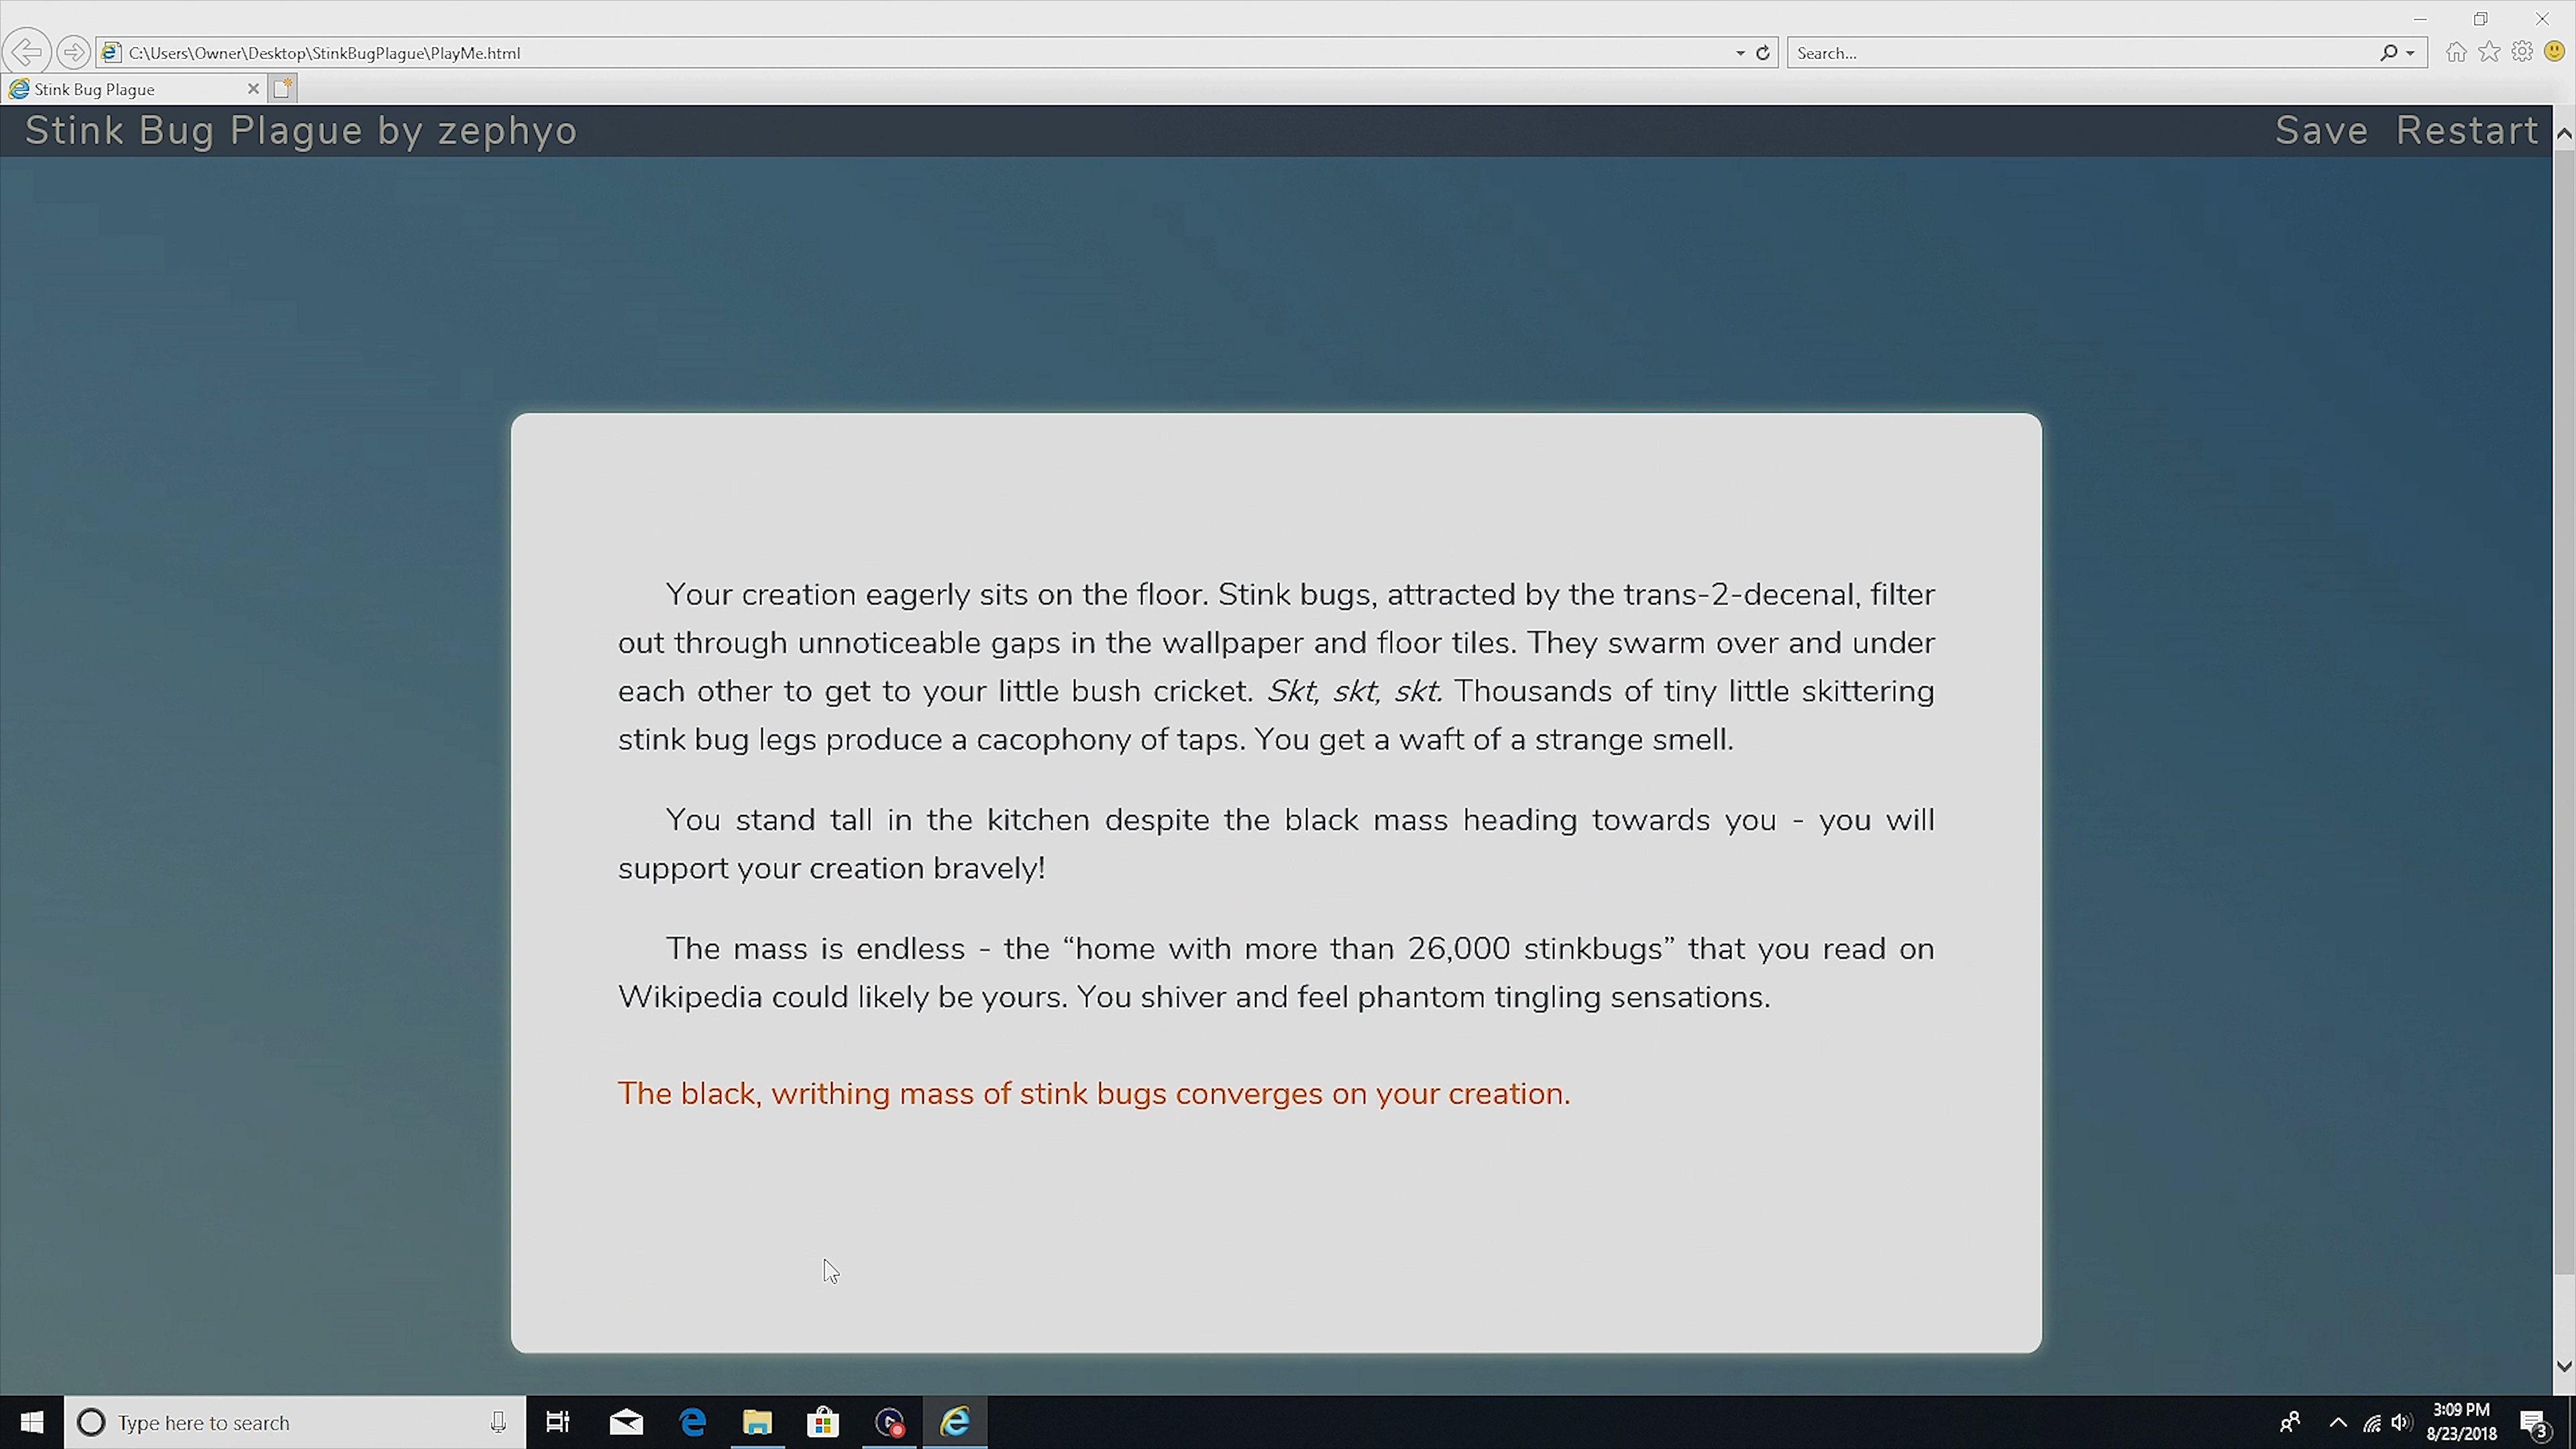 C:\Users\Owner\Desktop\StinkBugPlague\PlayMe.html
Search...
Stink Bug Plague
Stink Bug Plague by zephyo
Save Restart
Your creation eagerly sits on the floor. Stink bugs, attracted by the trans-2-decenal, filter
out through unnoticeable gaps in the wallpaper and floor tiles. They swarm over and under
each other to get to your little bush cricket. Skt, skt, skt. Thousands of tiny little skittering
stink bug legs produce a cacophony of taps. You get a waft of a strange smell.
You stand tall in the kitchen despite the black mass heading towards you - you will
support your creation bravely!
The mass is endless - the “home with more than 26,000 stinkbugs” that you read on
Wikipedia could likely be yours. You shiver and feel phantom tingling sensations.
The black, writhing mass of stink bugs converges on your creation.
Type here to search
3:09 PM
8/23/2018
3